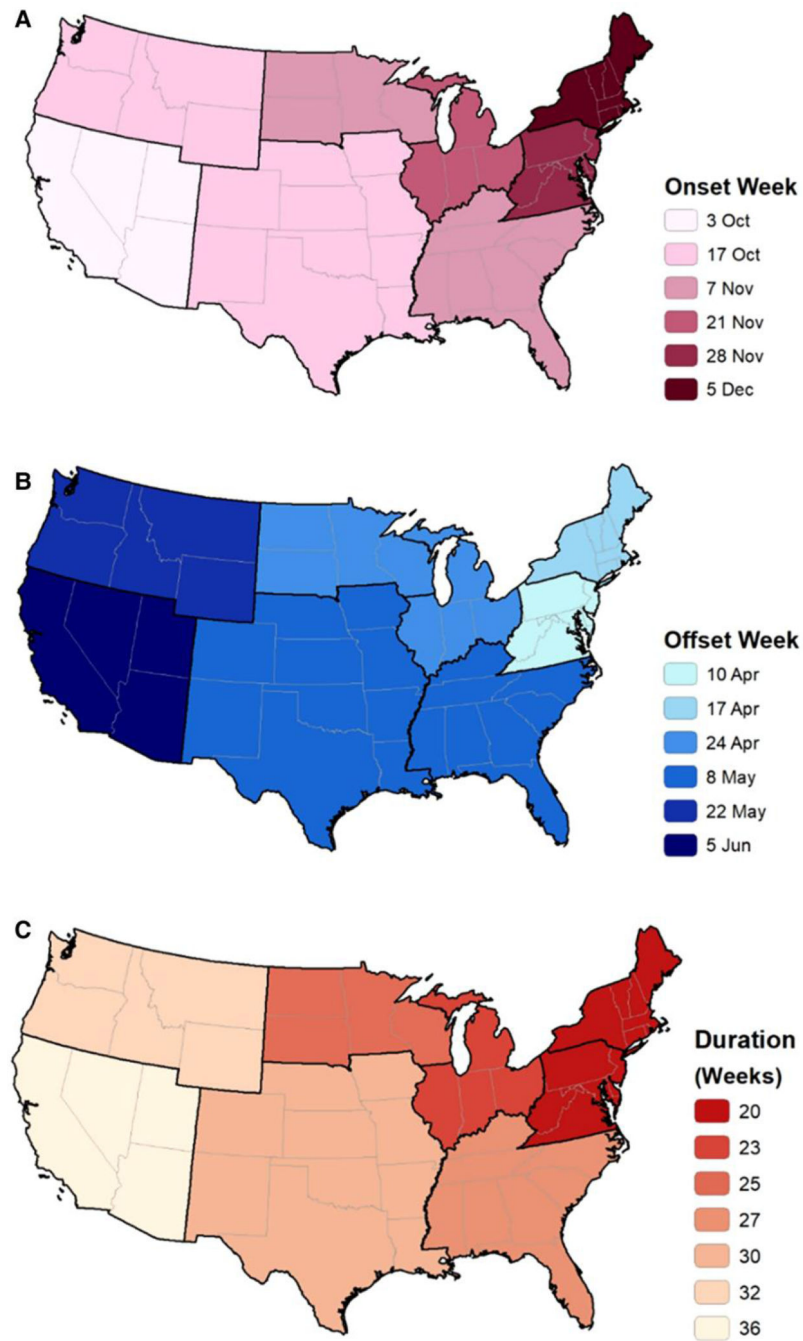 A
Onset Week
3 Oct
17 Oct
7 Nov
21 Nov
28 Nov
5 Dec
B
Offset Week
10 Apr
17 Apr
24 Apr
8 May
22 May
5 Jun
C
Duration
(Weeks)
20
23
25
27
30
32
36